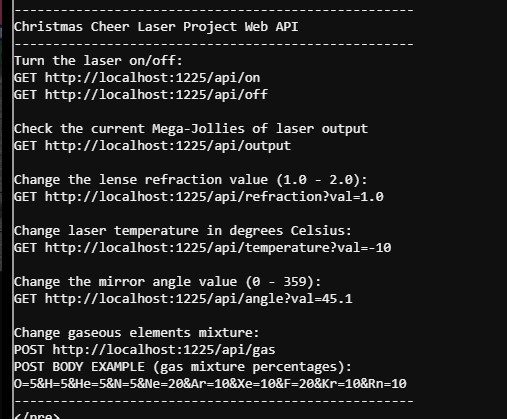 ---------------------------------------------------
Christmas Cheer Laser Project Web API
---------------------------------------------------
Turn the laser on/off:
GET http://localhost:1225/api/on
GET http://localhost:1225/api/off
Check the current Mega-Jollies of laser output
GET http://localhost:1225/api/output
Change the lense refraction value (1.0 - 2.0):
GET http://localhost:1225/api/refraction?val=1.0
Change laser temperature in degrees Celsius:
GET http://localhost:1225/api/temperature?val=-10
Change the mirror angle value (0 - 359):
GET http://localhost:1225/api/angle?val=45.1
Change gaseous elements mixture:
POST http://localhost:1225/api/gas
POST BODY EXAMPLE (gas mixture percentages):
O=5&H=5&He=5&N=5&Ne=20&Ar=10&Xe=10&F=20&Kr=10&Rn=10
---------------------------------------------------
</pre>